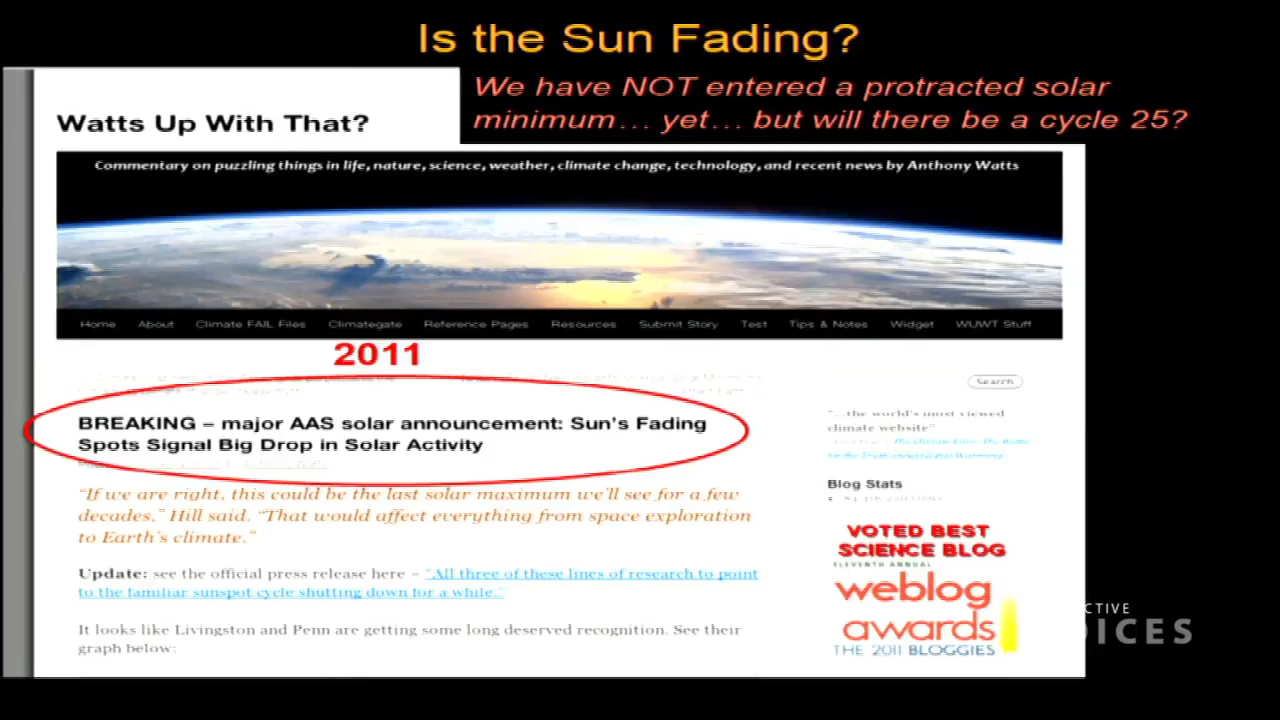 Is the Sun Fading?
We have NOT entered a protracted solar
minimum... yet... but will there be a cycle 25?
Watts Up With That?
Commentary on puzzling things in life, nature, science, weather, climate change, technology, and recent news by Anthony Watts
Home About Climate FAIL Files Climategate Reference Pages Resources Submit Story Test Tips & Notes Widget WUWT Stuff
2011
BREAKING – major AAS solar announcement: Sun's Fading
Spots Signal Big Drop in Solar Activity
"If we are right, this could be the last solar maximum we'll see for a few
decades," Hill said. "That would affect everything from space exploration
to Earth's climate."
Update: see the official press release here = "All three of these lines of research to point
to the familiar sunspot cycle shutting down for a while."
It looks like Livingston and Penn are getting some long deserved recognition. See their
graph below:
Search
"...the world's most viewed
climate website"
Blog Stats
VOTED BEST
SCIENCE BLOG
ELEVENTH ANNUAL
weblog
awards
THE 2011 BLOGGIES
CTIVE
OICES